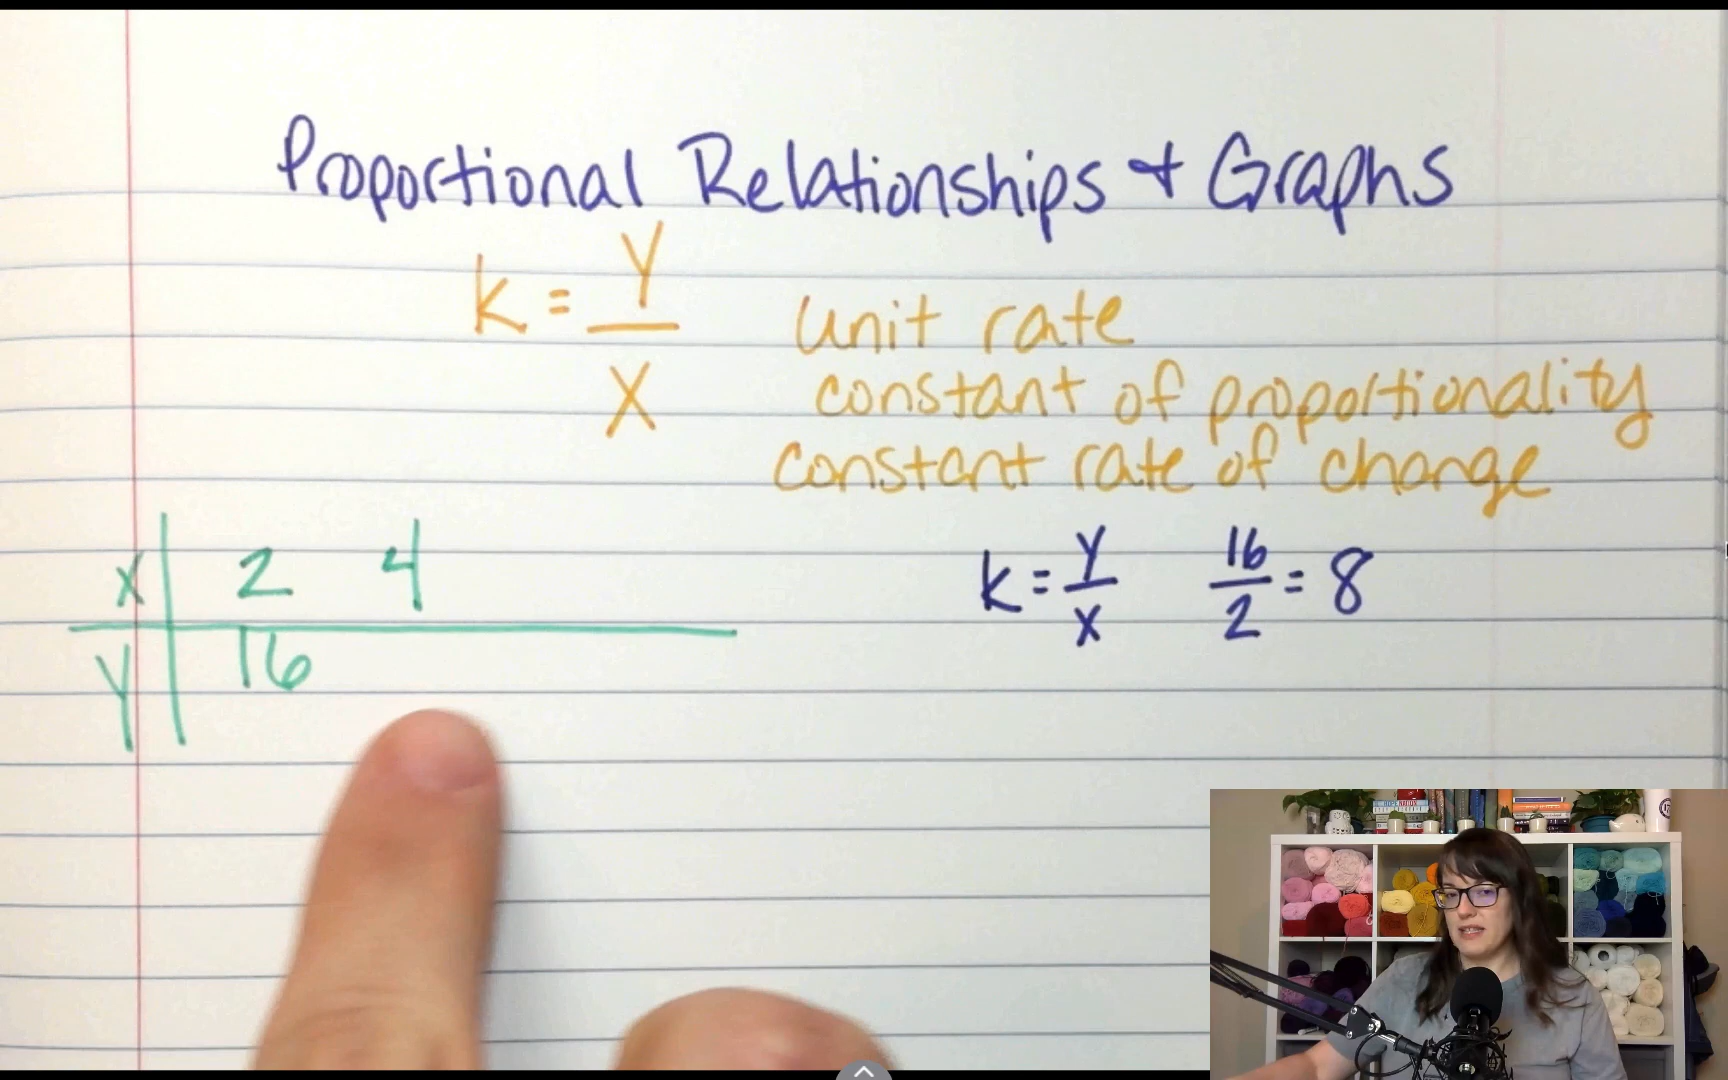 Proportional Relationships + Graphs
k = Y
X
Unit rate
constant of proportionality
constant rate of change
x 2 4
Y 16
k = Y/x 16/2 = 8